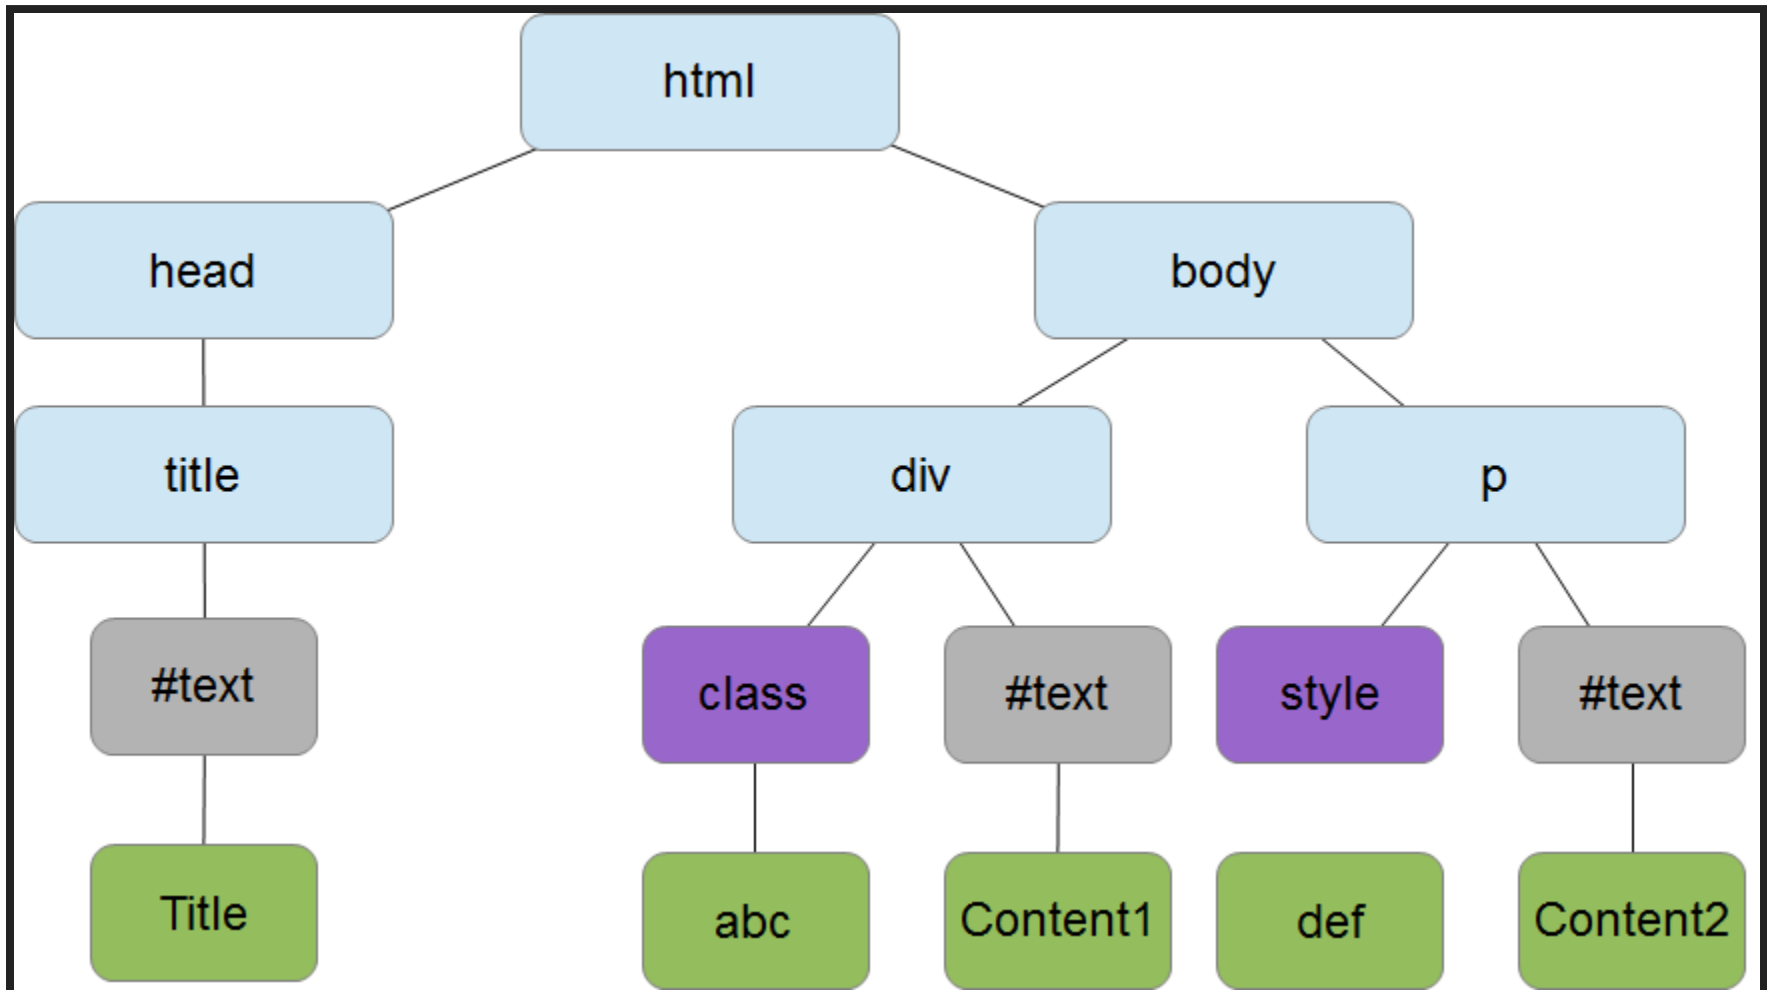 html
head
body
title
div
p
#text
class
#text
style
#text
Title
abc
Content1
def
Content2